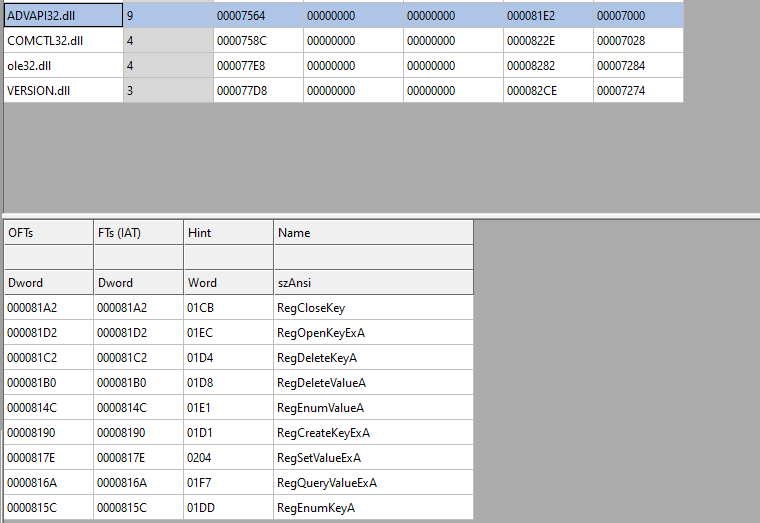 ADVAPI32.dll 9 00007564 00000000 00000000 000081E2 00007000
COMCTL32.dll 4 0000758C 00000000 00000000 0000822E 00007028
ole32.dll 4 000077E8 00000000 00000000 00008282 00007284
VERSION.dll 3 000077D8 00000000 00000000 000082CE 00007274
OFTs FTs (IAT) Hint Name
Dword Dword Word szAnsi
000081A2 000081A2 01CB RegCloseKey
000081D2 000081D2 01EC RegOpenKeyExA
000081C2 000081C2 01D4 RegDeleteKeyA
000081B0 000081B0 01D8 RegDeleteValueA
0000814C 0000814C 01E1 RegEnumValueA
00008190 00008190 01D1 RegCreateKeyExA
0000817E 0000817E 0204 RegSetValueExA
0000816A 0000816A 01F7 RegQueryValueExA
0000815C 0000815C 01DD RegEnumKeyA